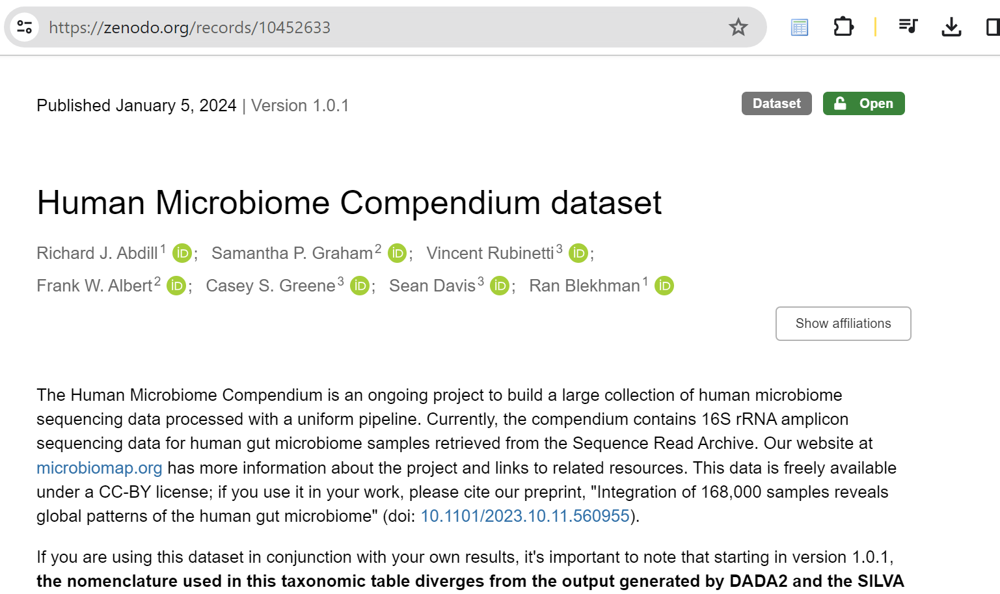 https://zenodo.org/records/10452633
Published January 5, 2024 | Version 1.0.1
Dataset
Open
Human Microbiome Compendium dataset
Richard J. Abdill1 iD; Samantha P. Graham2 iD; Vincent Rubinetti3 iD;
Frank W. Albert2 iD; Casey S. Greene3 iD; Sean Davis3 iD; Ran Blekhman1 iD
Show affiliations
The Human Microbiome Compendium is an ongoing project to build a large collection of human microbiome
sequencing data processed with a uniform pipeline. Currently, the compendium contains 16S rRNA amplicon
sequencing data for human gut microbiome samples retrieved from the Sequence Read Archive. Our website at
microbiomap.org has more information about the project and links to related resources. This data is freely available
under a CC-BY license; if you use it in your work, please cite our preprint, "Integration of 168,000 samples reveals
global patterns of the human gut microbiome" (doi: 10.1101/2023.10.11.560955).
If you are using this dataset in conjunction with your own results, it's important to note that starting in version 1.0.1,
the nomenclature used in this taxonomic table diverges from the output generated by DADA2 and the SILVA